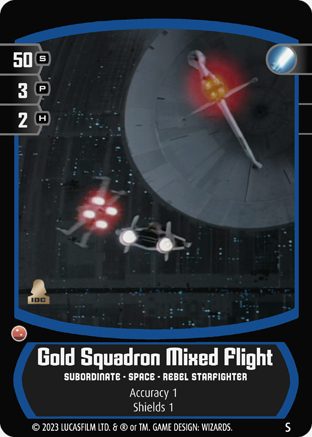 50 S
3 P
2 H
IDC
Gold Squadron Mixed Flight
SUBORDINATE - SPACE - REBEL STARFIGHTER
Accuracy 1
Shields 1
© 2023 LUCASFILM LTD. & ® or TM. GAME DESIGN: WIZARDS. S